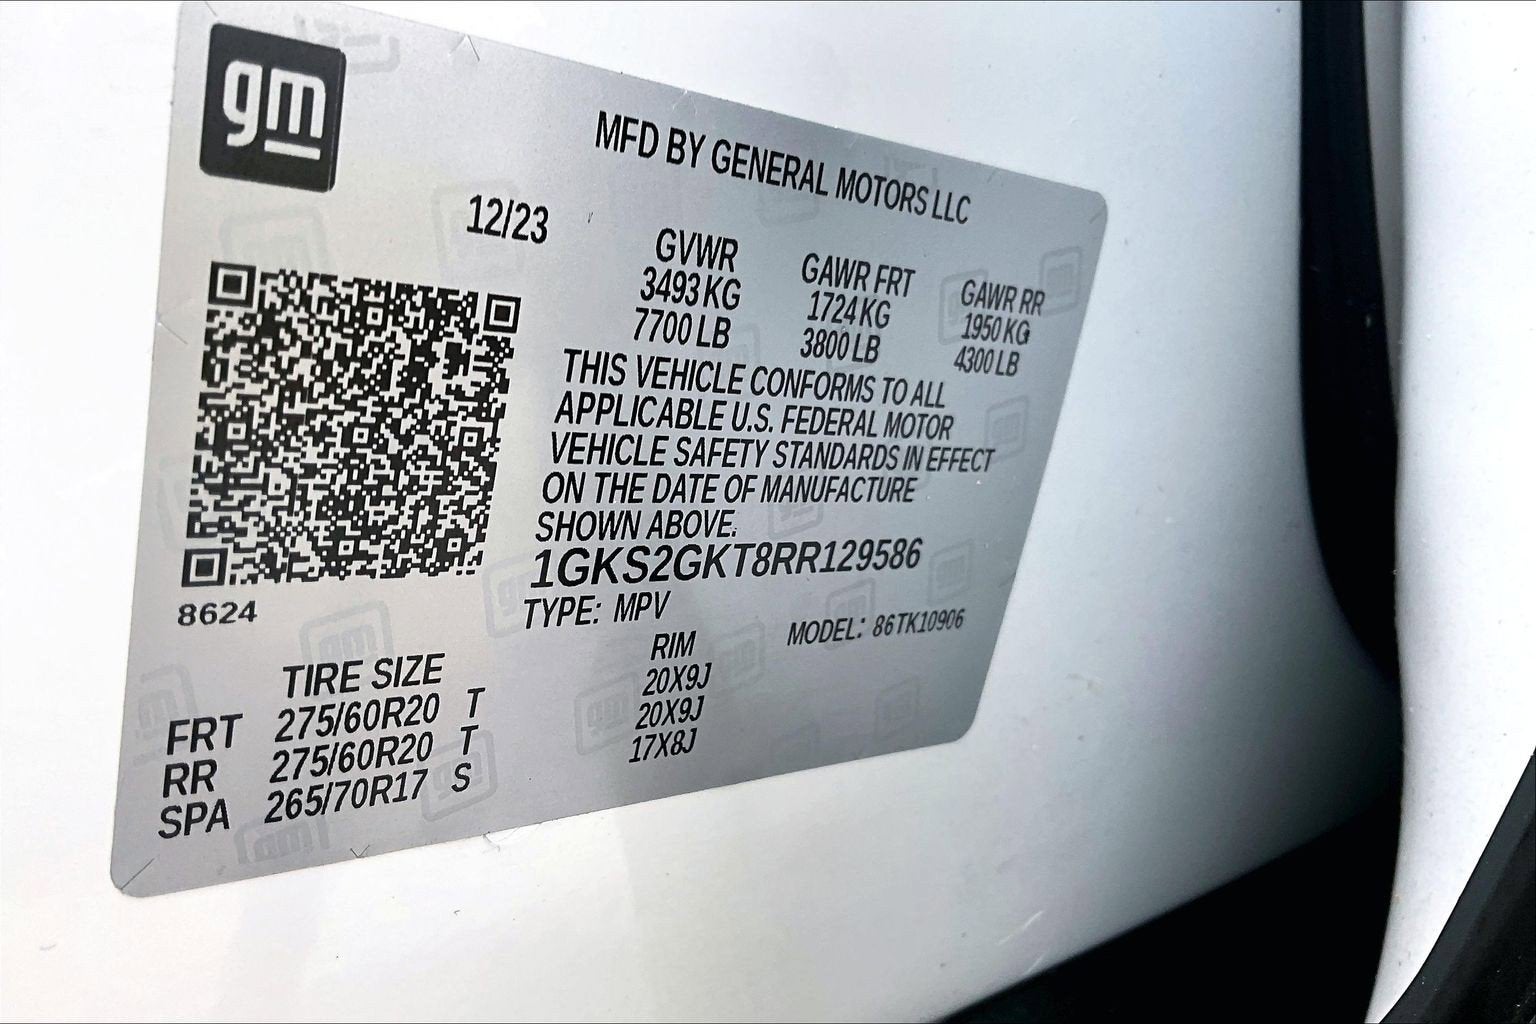 gm
MFD BY GENERAL MOTORS LLC
12/23
GVWR GAWR FRT GAWR RR
3493 KG 1724 KG 1950 KG
7700 LB 3800 LB 4300 LB
THIS VEHICLE CONFORMS TO ALL
APPLICABLE U.S. FEDERAL MOTOR
VEHICLE SAFETY STANDARDS IN EFFECT
ON THE DATE OF MANUFACTURE
SHOWN ABOVE.
1GKS2GKT8RR129586
8624
TYPE: MPV MODEL: 86TK10906
TIRE SIZE RIM
FRT 275/60R20 T 20X9J
RR 275/60R20 T 20X9J
SPA 265/70R17 S 17X8J